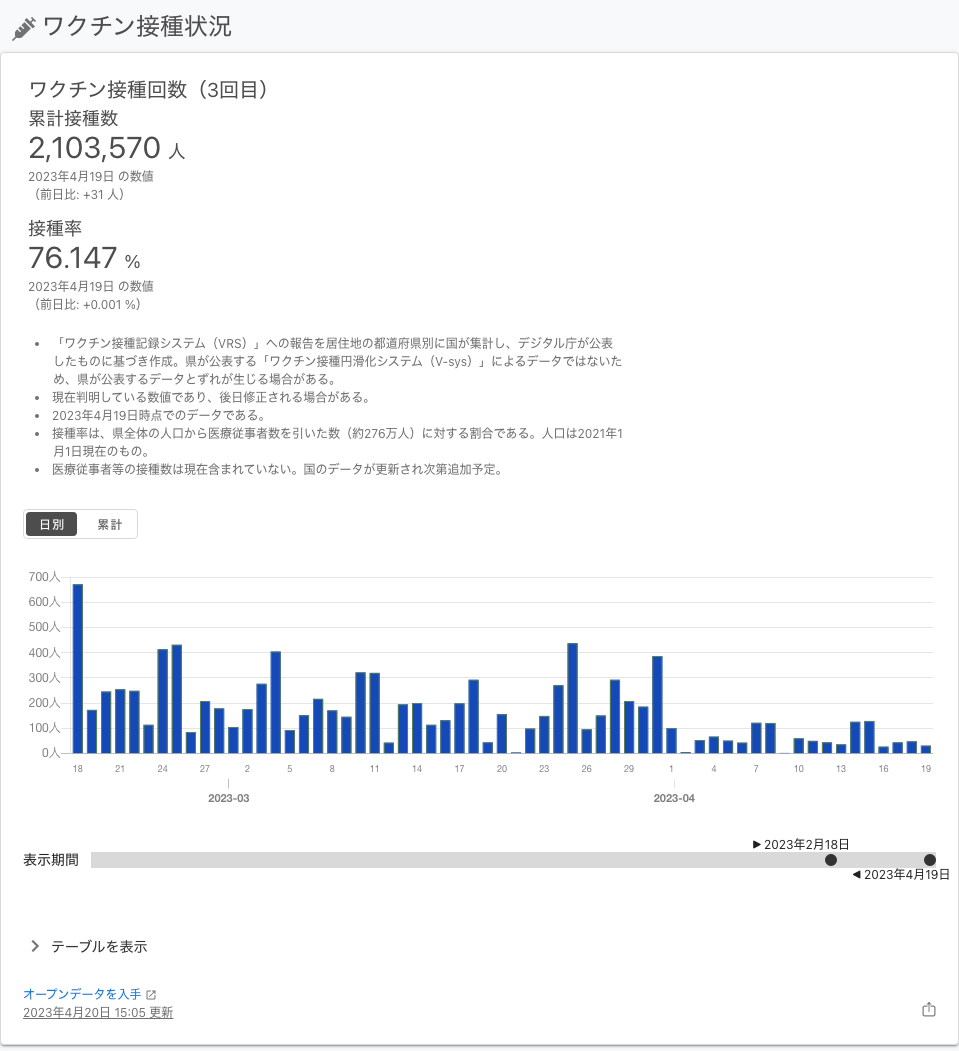 ワクチン接種状況
ワクチン接種回数（3回目）
累計接種数
2,103,570 人
2023年4月19日 の数値
（前日比: +31 人）
接種率
76.147 %
2023年4月19日 の数値
（前日比: +0.001 %）
• 「ワクチン接種記録システム（VRS）」への報告を居住地の都道府県別に国が集計し、デジタル庁が公表
したものに基づき作成。県が公表する「ワクチン接種円滑化システム（V-sys）」によるデータではないた
め、県が公表するデータとずれが生じる場合がある。
• 現在判明している数値であり、後日修正される場合がある。
• 2023年4月19日時点でのデータである。
• 接種率は、県全体の人口から医療従事者数を引いた数（約276万人）に対する割合である。人口は2021年1
月1日現在のもの。
• 医療従事者等の接種数は現在含まれていない。国のデータが更新され次第追加予定。
日別 累計
700人
600人
500人
400人
300人
200人
100人
0人
18 21 24 27 2 5 8 11 14 17 20 23 26 29 1 4 7 10 13 16 19
2023-03 2023-04
▶ 2023年2月18日
表示期間
◀ 2023年4月19日
テーブルを表示
オープンデータを入手
2023年4月20日 15:05 更新